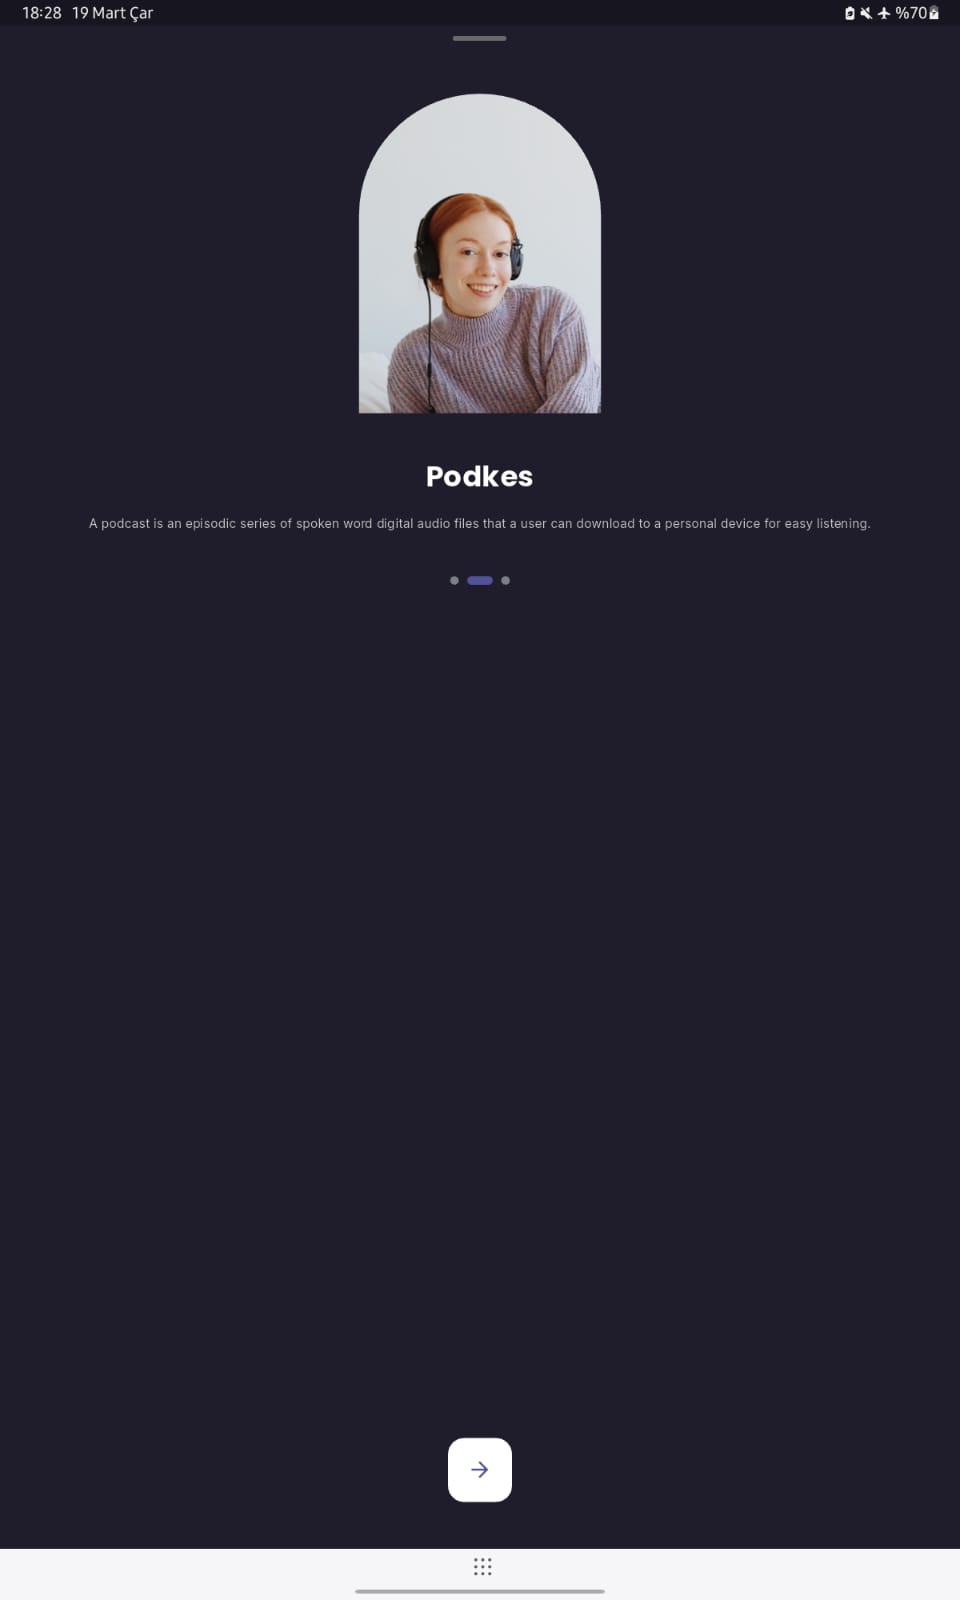 18:28 19 Mart Çar
%70
Podkes
A podcast is an episodic series of spoken word digital audio files that a user can download to a personal device for easy listening.